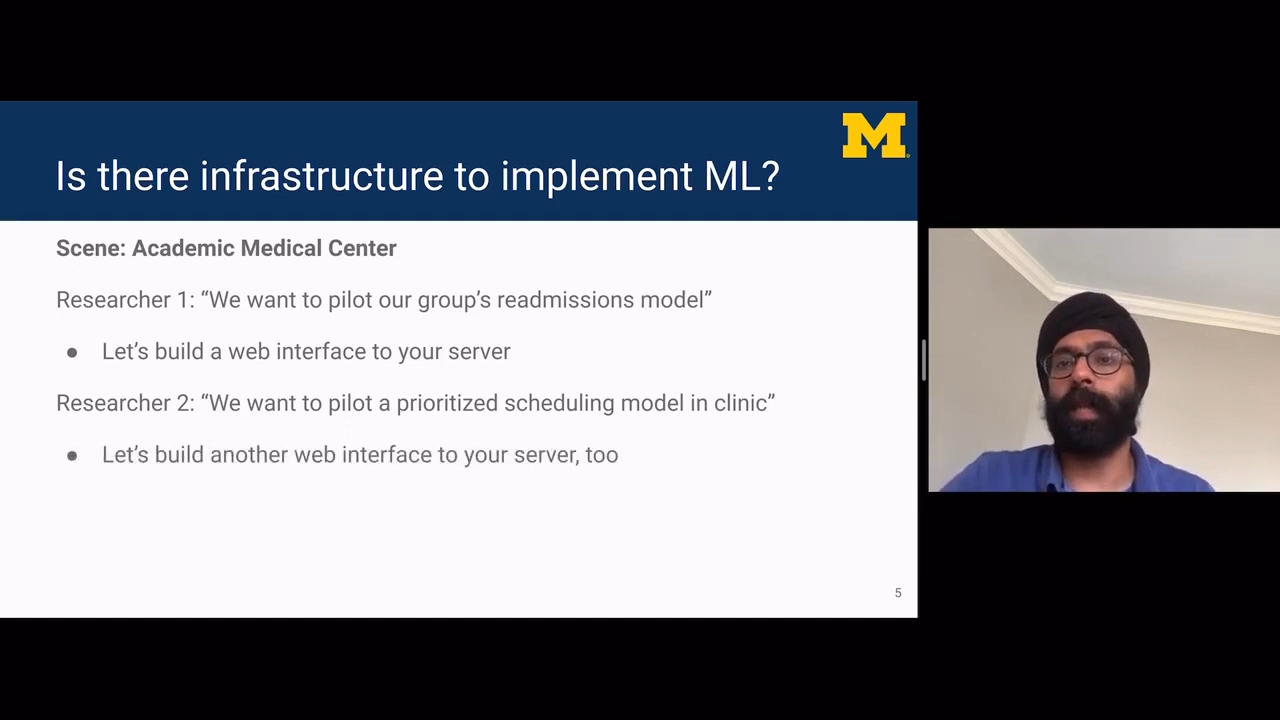 M
Is there infrastructure to implement ML?
Scene: Academic Medical Center
Researcher 1: “We want to pilot our group’s readmissions model”
● Let’s build a web interface to your server
Researcher 2: “We want to pilot a prioritized scheduling model in clinic”
● Let’s build another web interface to your server, too
5